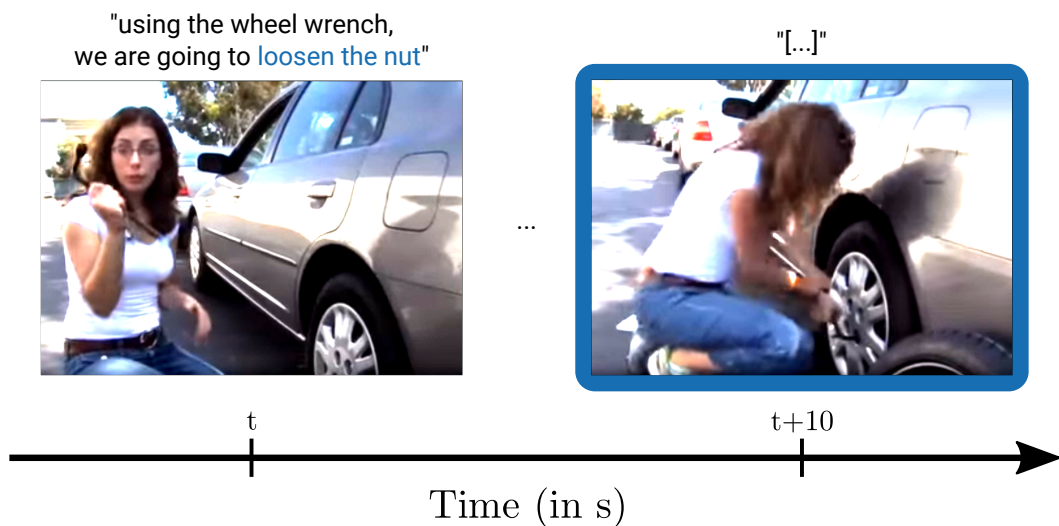 "using the wheel wrench,
we are going to loosen the nut"
"[...]"
...
t
t+10
Time (in s)